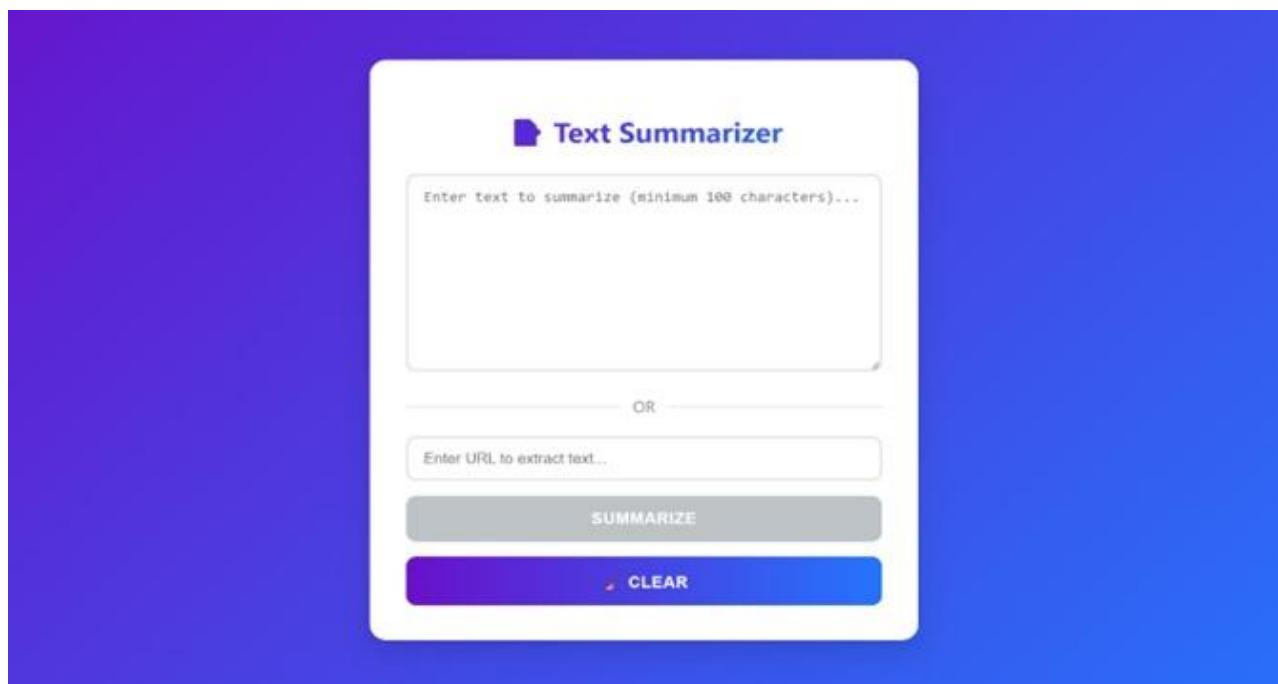 Text Summarizer
Enter text to summarize (minimum 100 characters)...
OR
Enter URL to extract text...
SUMMARIZE
CLEAR